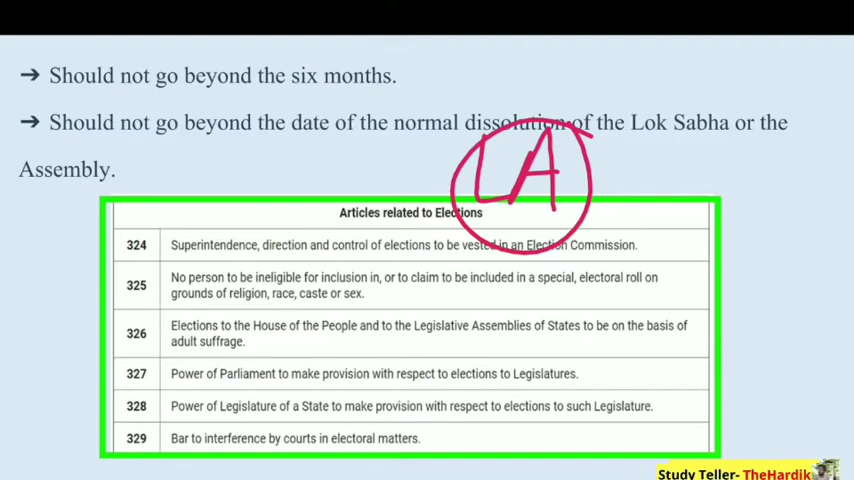 ➔ Should not go beyond the six months.
➔ Should not go beyond the date of the normal dissolution of the Lok Sabha or the
Assembly.
LA
Articles related to Elections
324 Superintendence, direction and control of elections to be vested in an Election Commission.
325 No person to be ineligible for inclusion in, or to claim to be included in a special, electoral roll on
grounds of religion, race, caste or sex.
326 Elections to the House of the People and to the Legislative Assemblies of States to be on the basis of
adult suffrage.
327 Power of Parliament to make provision with respect to elections to Legislatures.
328 Power of Legislature of a State to make provision with respect to elections to such Legislature.
329 Bar to interference by courts in electoral matters.
Study Teller- TheHardik